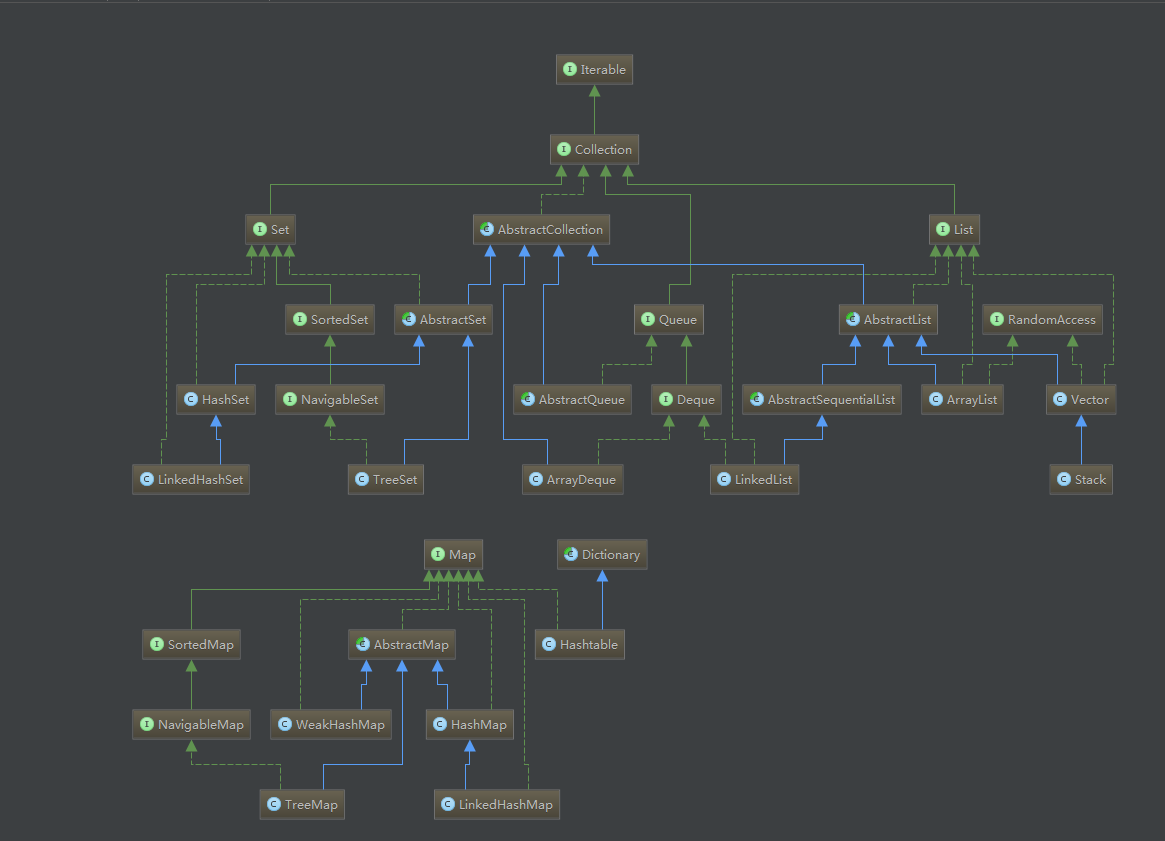 I Iterable
I Collection
I Set
C AbstractCollection
I List
I SortedSet
C AbstractSet
I Queue
C AbstractList
I RandomAccess
C HashSet
I NavigableSet
C AbstractQueue
I Deque
C AbstractSequentialList
C ArrayList
C Vector
C LinkedHashSet
C TreeSet
C ArrayDeque
C LinkedList
C Stack
I Map
C Dictionary
I SortedMap
C AbstractMap
C Hashtable
I NavigableMap
C WeakHashMap
C HashMap
C TreeMap
C LinkedHashMap